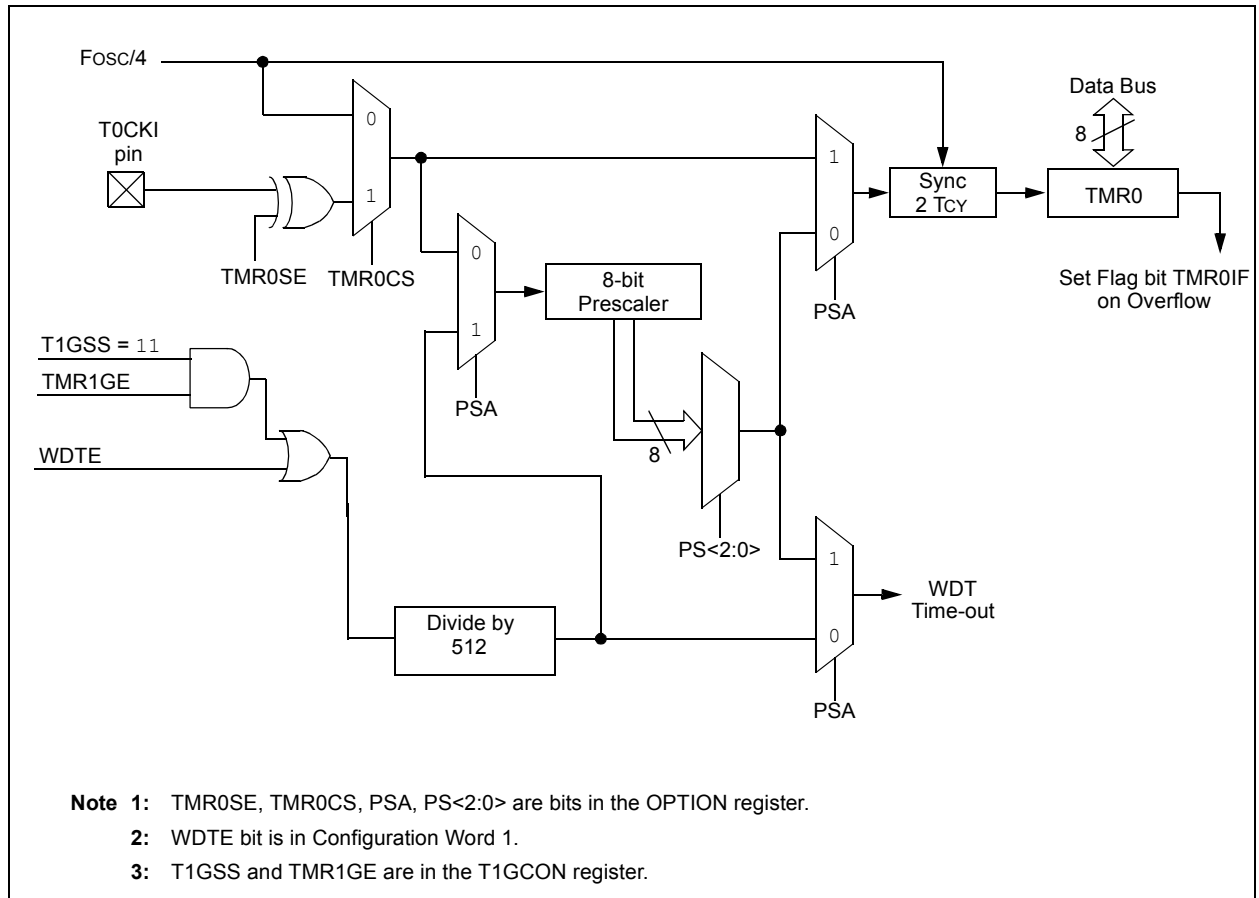 FOSC/4
Data Bus
8
T0CKI
pin
0
1
1
0
Sync
2 TCY
TMR0
TMR0SE
TMR0CS
0
1
8-bit
Prescaler
PSA
Set Flag bit TMR0IF
on Overflow
T1GSS = 11
TMR1GE
PSA
WDTE
8
PS<2:0>
1
0
WDT
Time-out
Divide by
512
PSA
Note 1: TMR0SE, TMR0CS, PSA, PS<2:0> are bits in the OPTION register.
2: WDTE bit is in Configuration Word 1.
3: T1GSS and TMR1GE are in the T1GCON register.